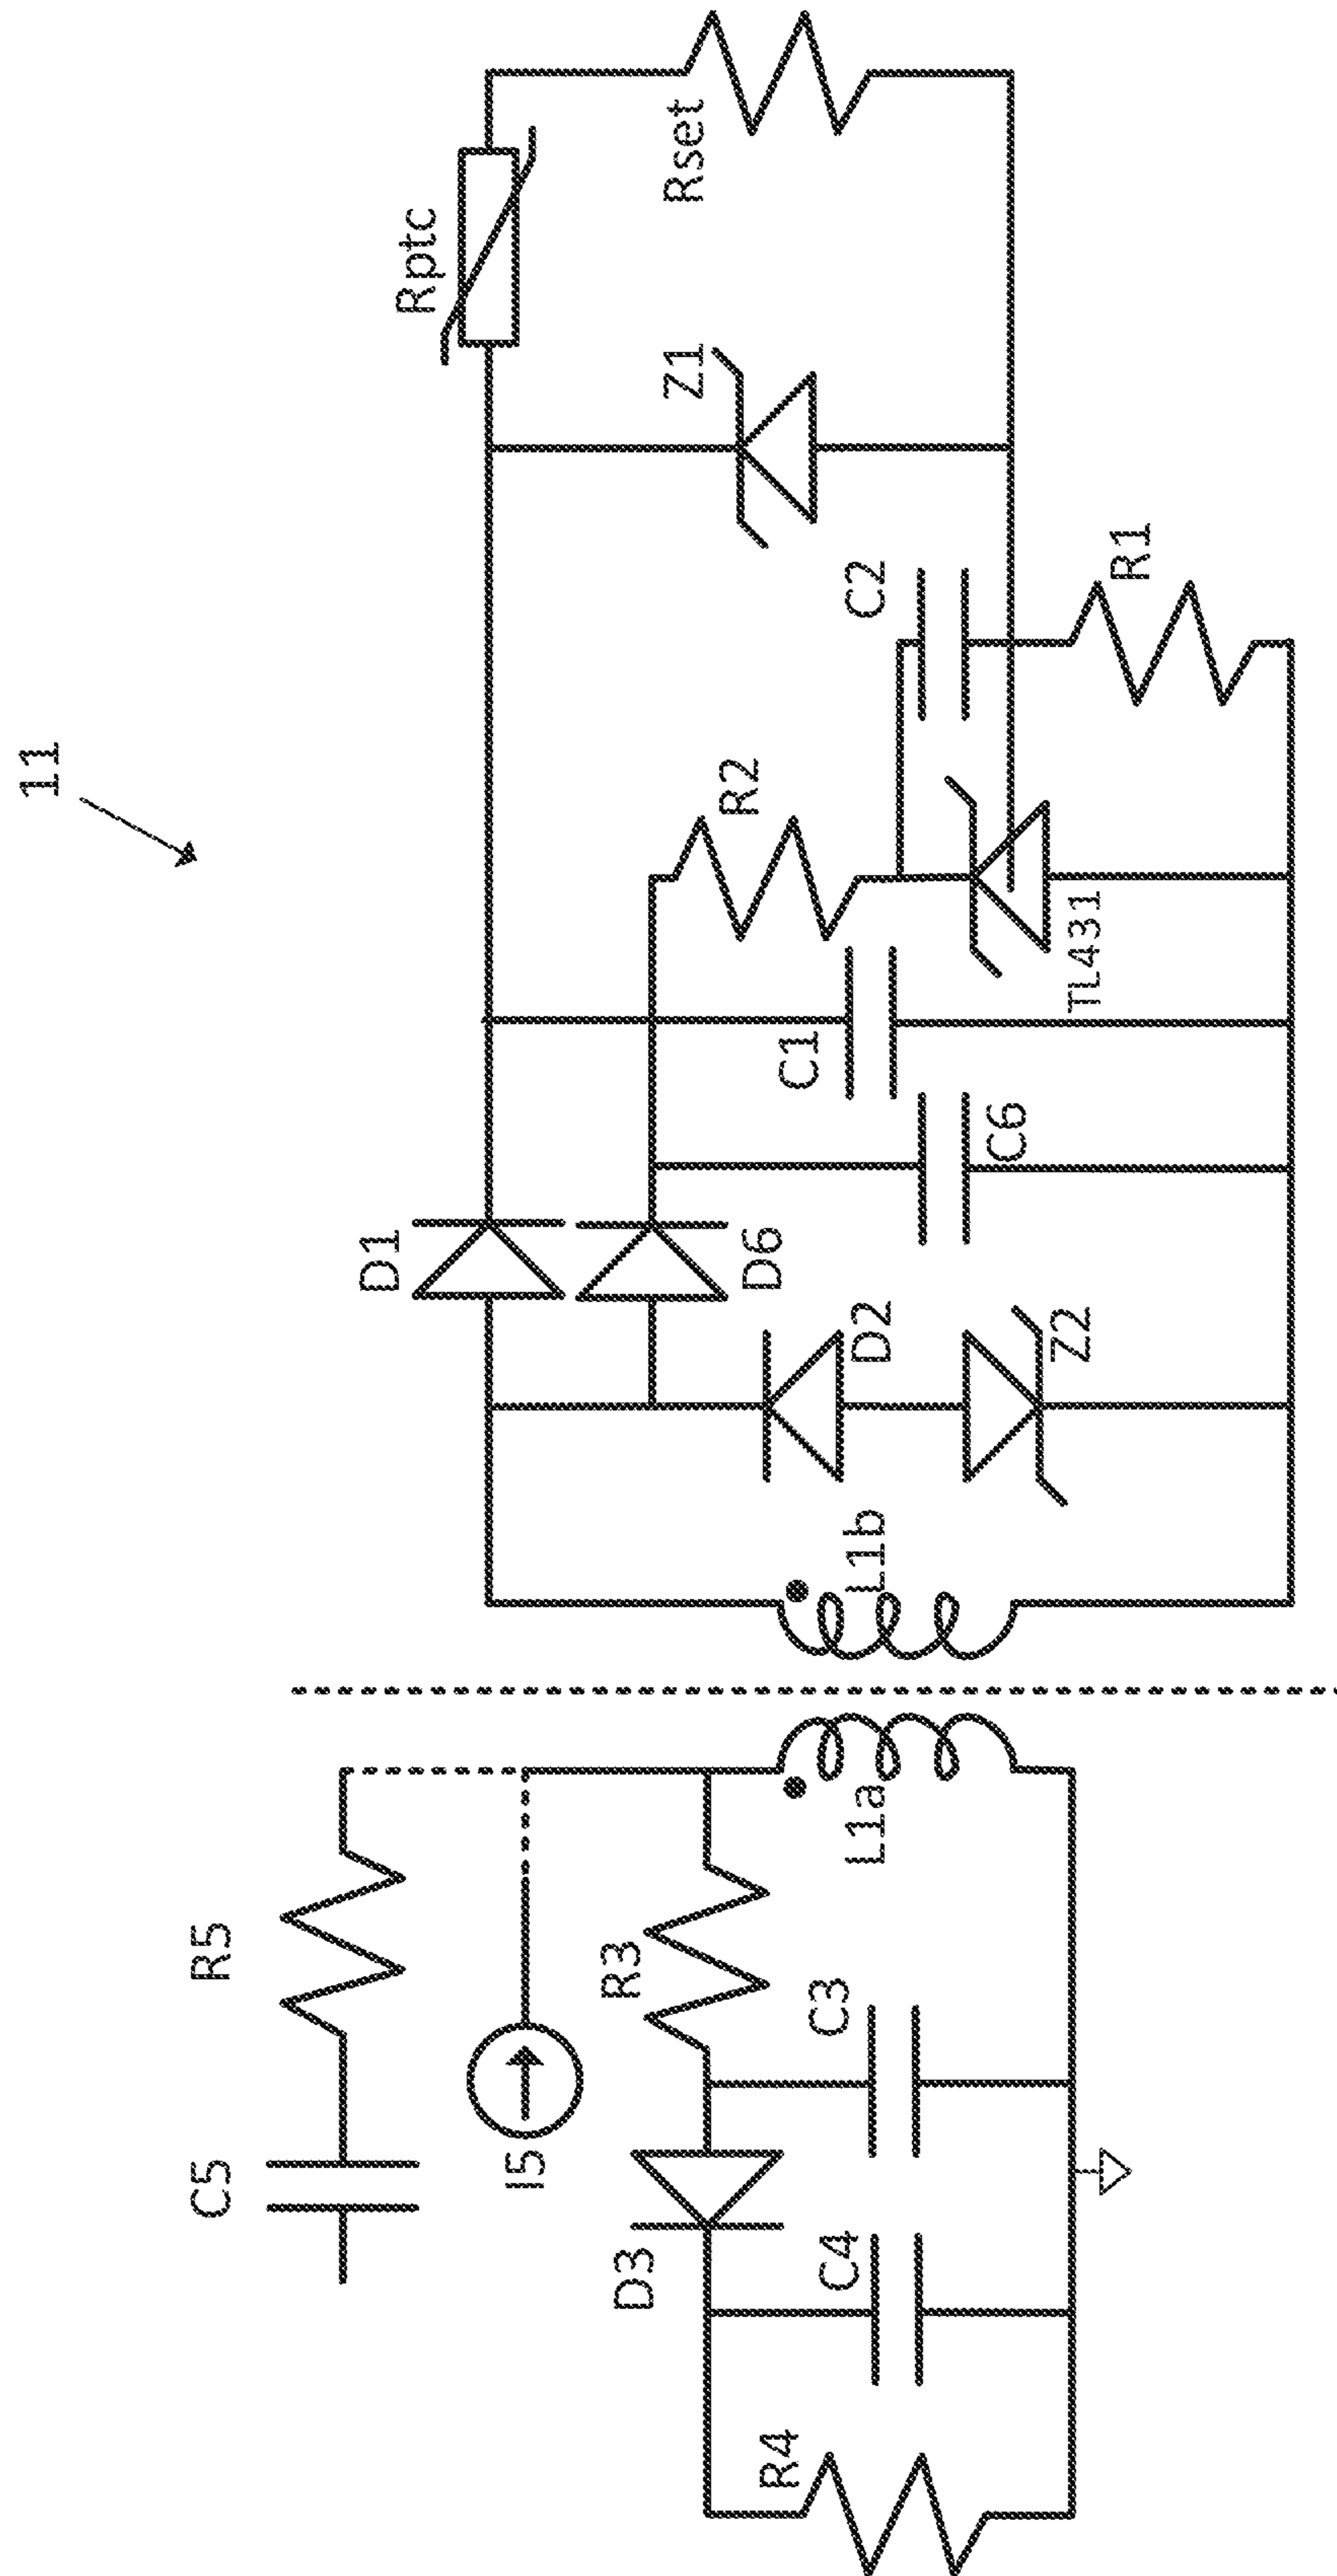 11
Rptc
Rset
Z1
C2
R1
R2
TL431
C1
C6
D1
D6
D2
Z2
L1b
L1a
R5
C5
I5
R3
C3
D3
C4
R4